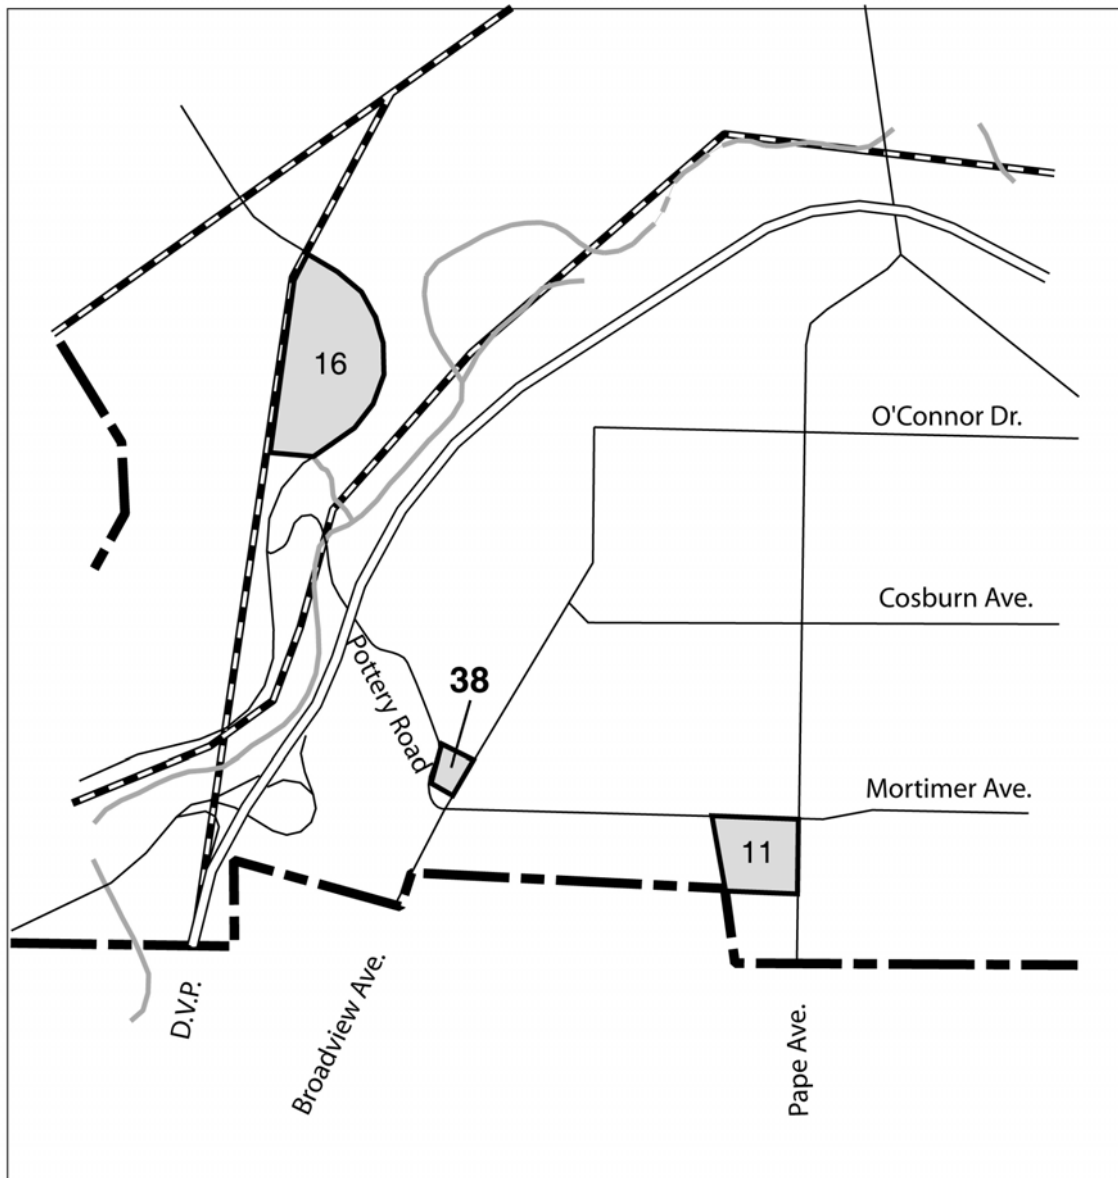 16
O'Connor Dr.
Cosburn Ave.
Pottery Road
38
Mortimer Ave.
11
D.V.P.
Broadview Ave.
Pape Ave.